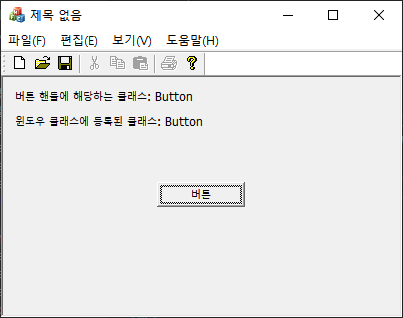 제목 없음
파일(F) 편집(E) 보기(V) 도움말(H)
버튼 핸들에 해당하는 클래스: Button
윈도우 클래스에 등록된 클래스: Button
버튼